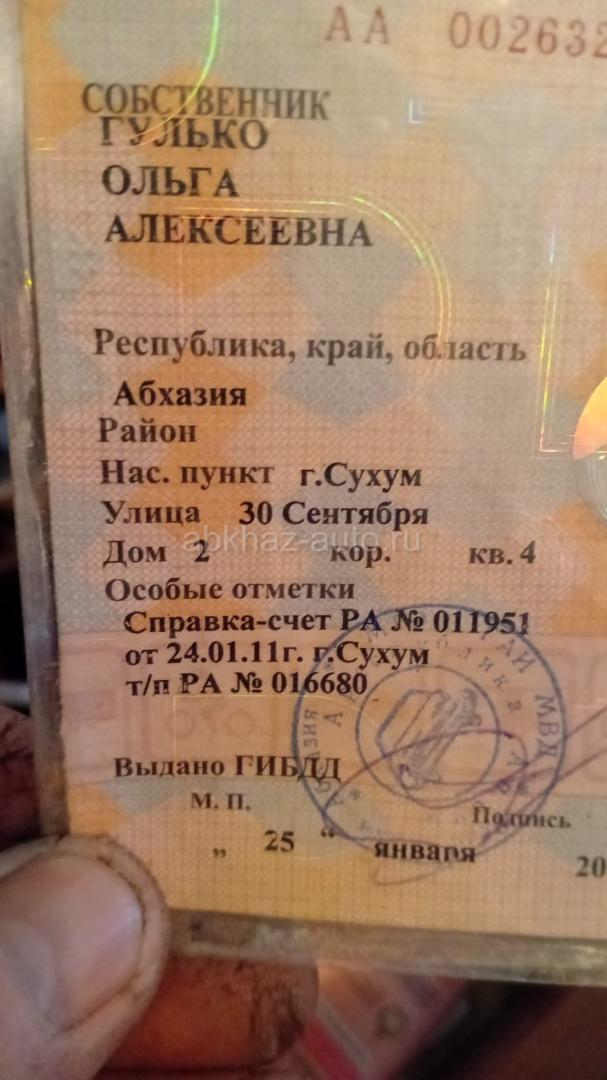 АА 002632
СОБСТВЕННИК
ГУЛЬКО
ОЛЬГА
АЛЕКСЕЕВНА
Республика, край, область
Абхазия
Район
Нас. пункт г.Сухум
Улица 30 Сентября
abkhaz-auto.ru
Дом 2 кор. кв. 4
Особые отметки
Справка-счет РА № 011951
от 24.01.11г. г.Сухум
т/п РА № 016680
Выдано ГИБДД
М. П.
Подпись
„ 25 “ января 20